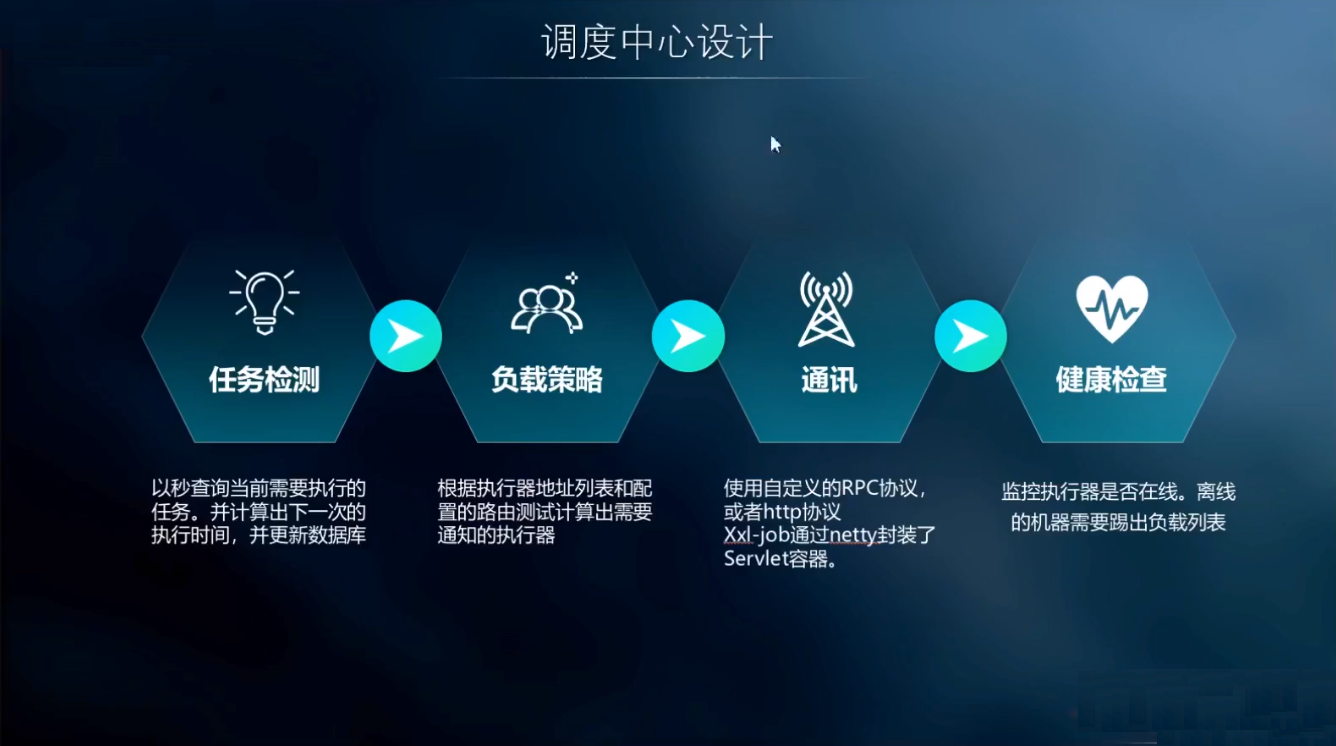 调度中心设计
任务检测
负载策略
通讯
健康检查
以秒查询当前需要执行的
任务。并计算出下一次的
执行时间，并更新数据库
根据执行器地址列表和配
置的路由测试计算出需要
通知的执行器
使用自定义的RPC协议，
或者http协议
Xxl-job通过netty封装了
Servlet容器。
监控执行器是否在线。离线
的机器需要踢出负载列表